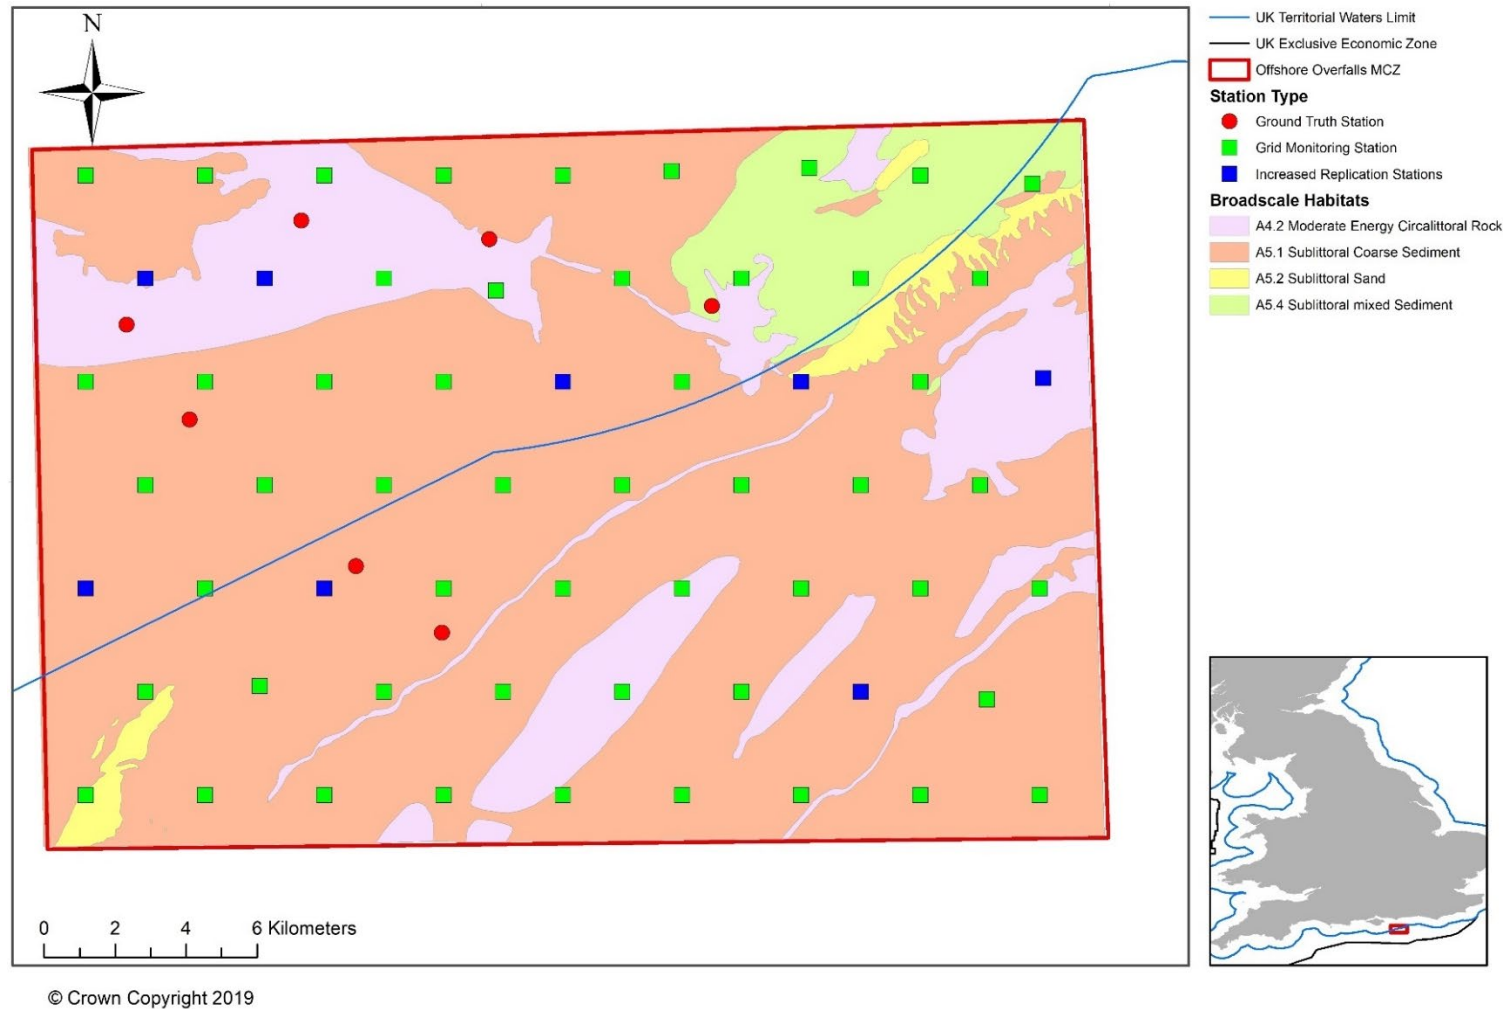 N
UK Territorial Waters Limit
UK Exclusive Economic Zone
Offshore Overfalls MCZ
Station Type
Ground Truth Station
Grid Monitoring Station
Increased Replication Stations
Broadscale Habitats
A4.2 Moderate Energy Circalittoral Rock
A5.1 Sublittoral Coarse Sediment
A5.2 Sublittoral Sand
A5.4 Sublittoral mixed Sediment
0 2 4 6 Kilometers
© Crown Copyright 2019